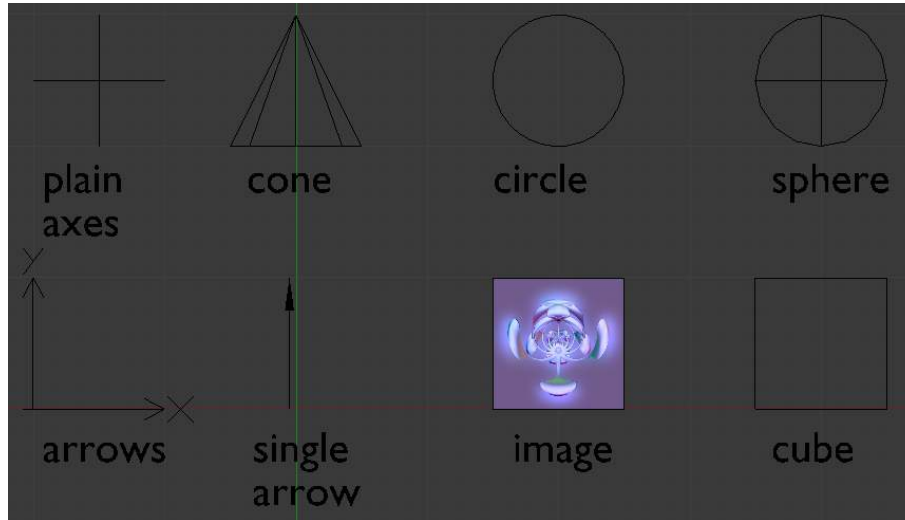 plain
axes
cone
circle
sphere
Y
X
arrows
single
arrow
image
cube